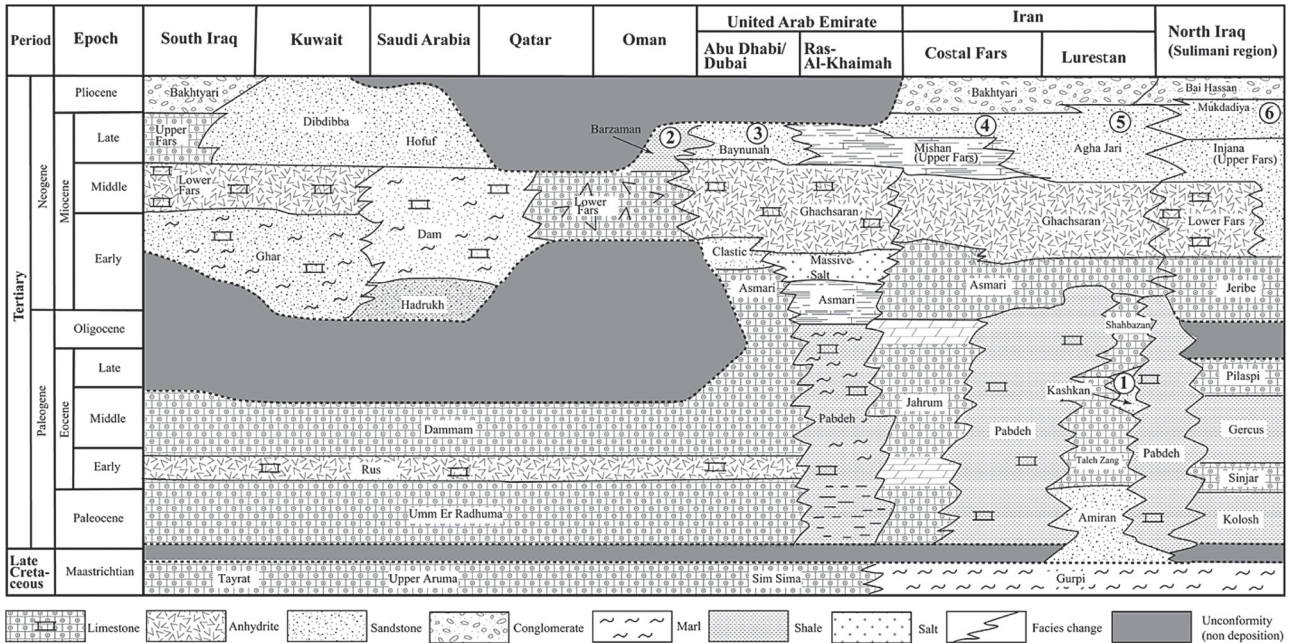 Period
Epoch
South Iraq
Kuwait
Saudi Arabia
Qatar
Oman
United Arab Emirate
Abu Dhabi/
Dubai
Ras-
Al-Khaimah
Iran
Costal Fars
Lurestan
North Iraq
(Sulimani region)
Tertiary
Neogene
Paleogene
Miocene
Eocene
Pliocene
Late
Middle
Early
Oligocene
Late
Middle
Early
Paleocene
Late
Creta-
ceous
Maastrichtian
Bakhtyari
Upper
Fars
Dibdibba
Hofuf
Lower
Fars
Ghar
Dam
Hadrukh
Barzaman
2
3
Baynunah
Lower
Fars
Ghachsaran
Clastic
Massive
Salt
Asmari
Asmari
Bakhtyari
4
Mishan
(Upper Fars)
5
Agha Jari
Ghachsaran
Asmari
Bai Hassan
Mukdadiya
6
Injana
(Upper Fars)
Lower Fars
Jeribe
Shahbazan
Kashkan
1
Pilaspi
Jahrum
Pabdeh
Pabdeh
Pabdeh
Gercus
Taleh Zang
Sinjar
Amiran
Kolosh
Dammam
Rus
Umm Er Radhuma
Tayrat
Upper Aruma
Sim Sima
Gurpi
Limestone
Anhydrite
Sandstone
Conglomerate
Marl
Shale
Salt
Facies change
Unconformity
(non deposition)